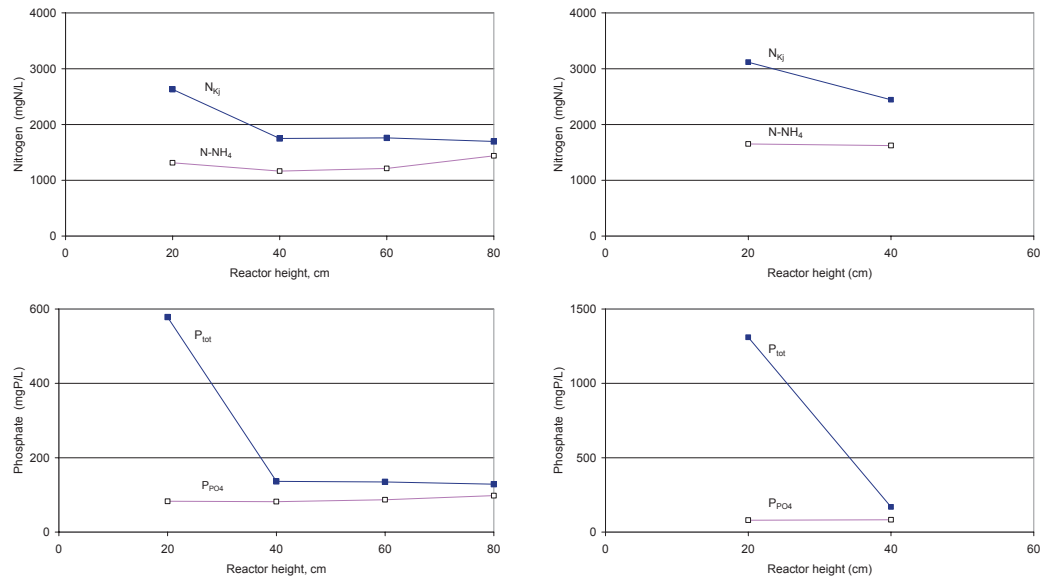 4000
3000
2000
1000
0
Nitrogen (mgN/L)
N_Kj
N-NH4
0 20 40 60 80
Reactor height, cm
4000
3000
2000
1000
0
Nitrogen (mgN/L)
N_Kj
N-NH4
0 20 40 60
Reactor height (cm)
600
400
200
0
Phosphate (mgP/L)
P_tot
P_PO4
0 20 40 60 80
Reactor height, cm
1500
1000
500
0
Phosphate (mgP/L)
P_tot
P_PO4
0 20 40 60
Reactor height (cm)